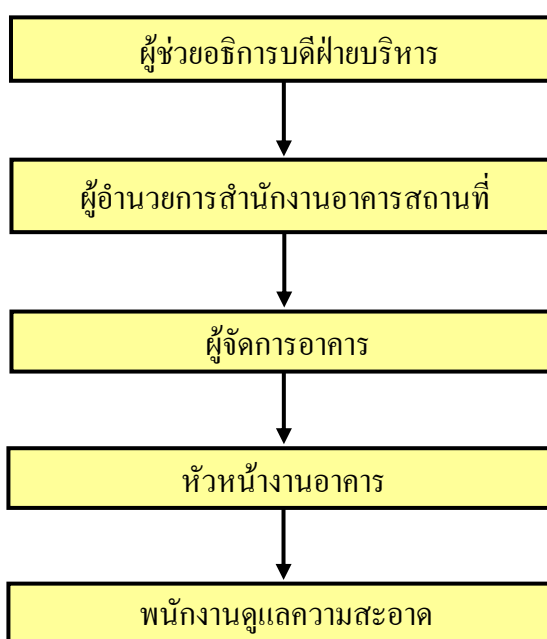 ผู้ช่วยอธิการบดีฝ่ายบริหาร
ผู้อำนวยการสำนักงานอาคารสถานที่
ผู้จัดการอาคาร
หัวหน้างานอาคาร
พนักงานดูแลความสะอาด